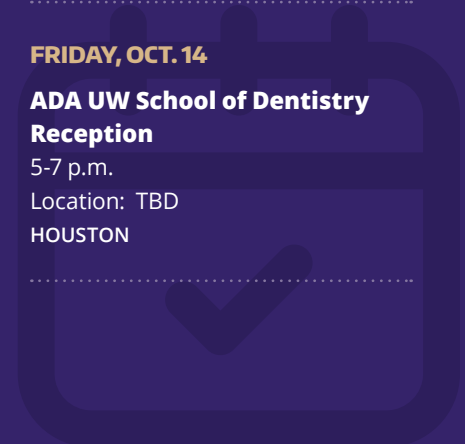 FRIDAY, OCT. 14
ADA UW School of Dentistry
Reception
5-7 p.m.
Location:  TBD
HOUSTON